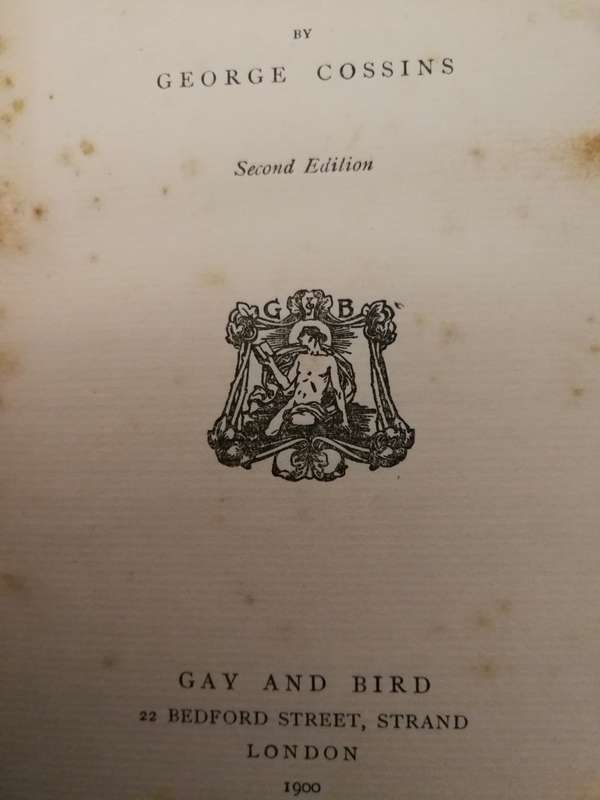 BY
GEORGE COSSINS
Second Edition
G B
GAY AND BIRD
22 BEDFORD STREET, STRAND
LONDON
1900